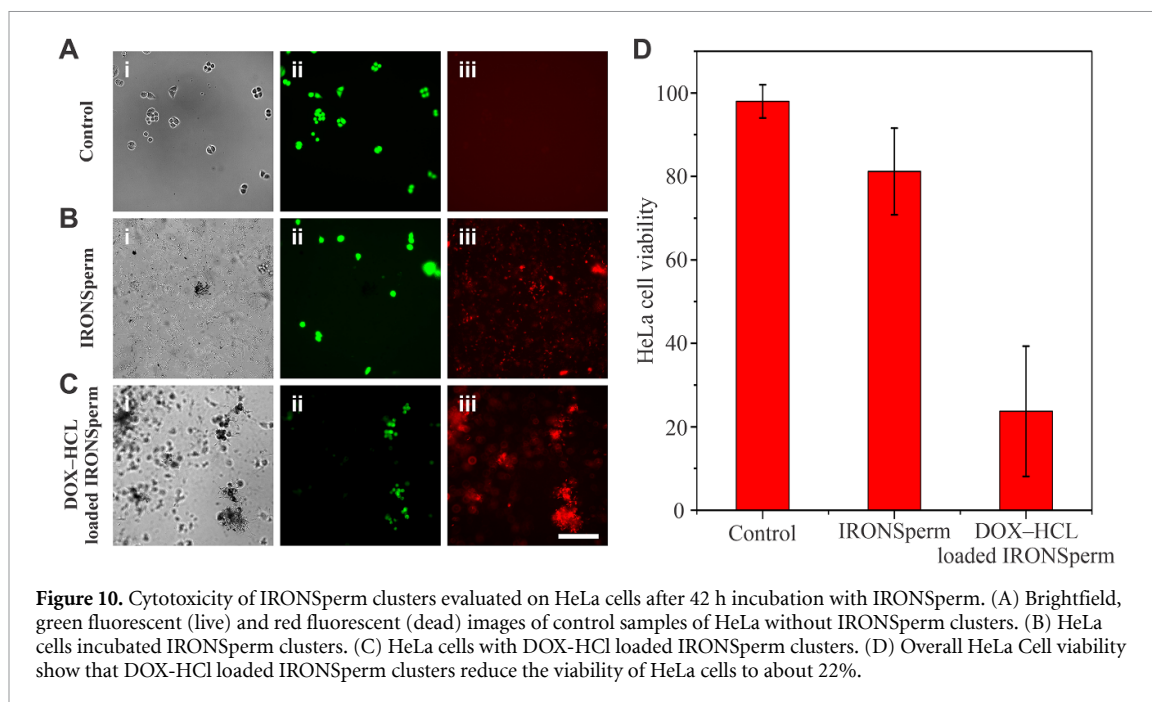 A
i
ii
iii
Control
B
i
ii
iii
IRONSperm
C
i
ii
iii
DOX–HCL
loaded IRONSperm
D
HeLa cell viability
100
80
60
40
20
0
Control
IRONSperm
DOX–HCL
loaded IRONSperm
Figure 10. Cytotoxicity of IRONSperm clusters evaluated on HeLa cells after 42 h incubation with IRONSperm. (A) Brightfield,
green fluorescent (live) and red fluorescent (dead) images of control samples of HeLa without IRONSperm clusters. (B) HeLa
cells incubated IRONSperm clusters. (C) HeLa cells with DOX-HCl loaded IRONSperm clusters. (D) Overall HeLa Cell viability
show that DOX-HCl loaded IRONSperm clusters reduce the viability of HeLa cells to about 22%.